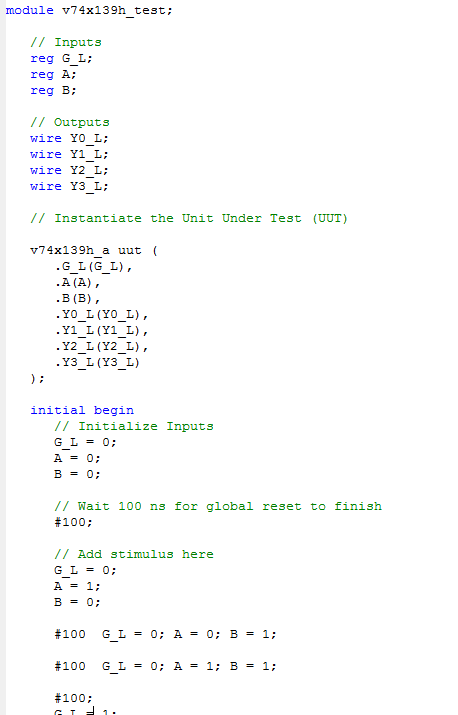 module v74x139h_test;
// Inputs
reg G_L;
reg A;
reg B;
// Outputs
wire Y0_L;
wire Y1_L;
wire Y2_L;
wire Y3_L;
// Instantiate the Unit Under Test (UUT)
v74x139h_a uut (
.G_L(G_L),
.A(A),
.B(B),
.Y0_L(Y0_L),
.Y1_L(Y1_L),
.Y2_L(Y2_L),
.Y3_L(Y3_L)
);
initial begin
// Initialize Inputs
G_L = 0;
A = 0;
B = 0;
// Wait 100 ns for global reset to finish
#100;
// Add stimulus here
G_L = 0;
A = 1;
B = 0;
#100  G_L = 0; A = 0; B = 1;
#100  G_L = 0; A = 1; B = 1;
#100;
G_L = 1;